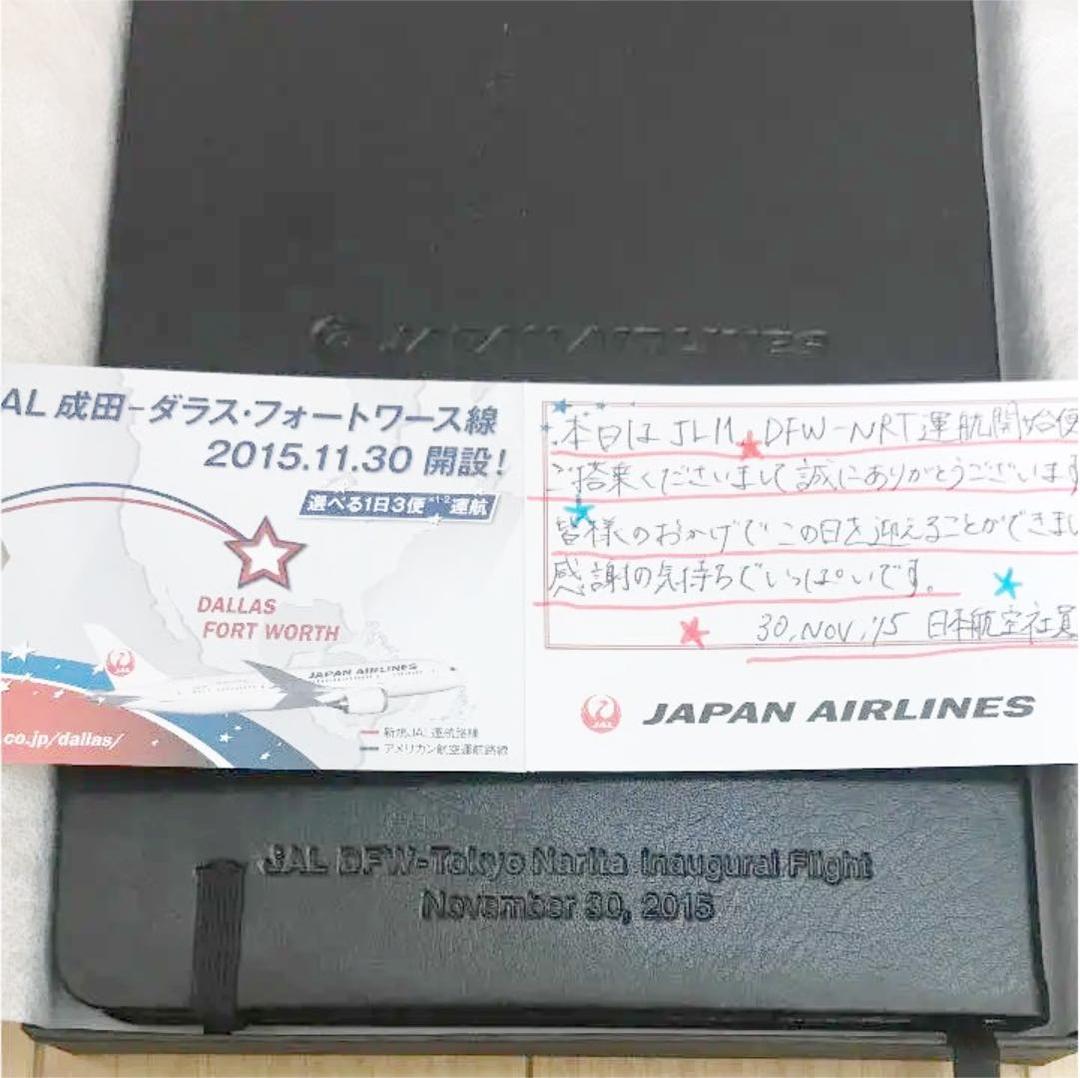 JAPAN AIRLINES
AL 成田-ダラス・フォートワース線
2015.11.30 開設！
選べる1日3便※1・2運航
DALLAS
FORT WORTH
JAL
JAPAN AIRLINES
新規JAL運航路線
アメリカン航空運航路線
co.jp/dallas/
本日は JL11 DFW-NRT運航開始便
ご搭乗くださいまして誠にありがとうございます
皆様のおかげでこの日を迎えることができまし
感謝の気持ちでいっぱいです。
30, NOV, '15 日本航空社員
JAL JAPAN AIRLINES
JAL DFW-Tokyo Narita Inaugural Flight
November 30, 2015